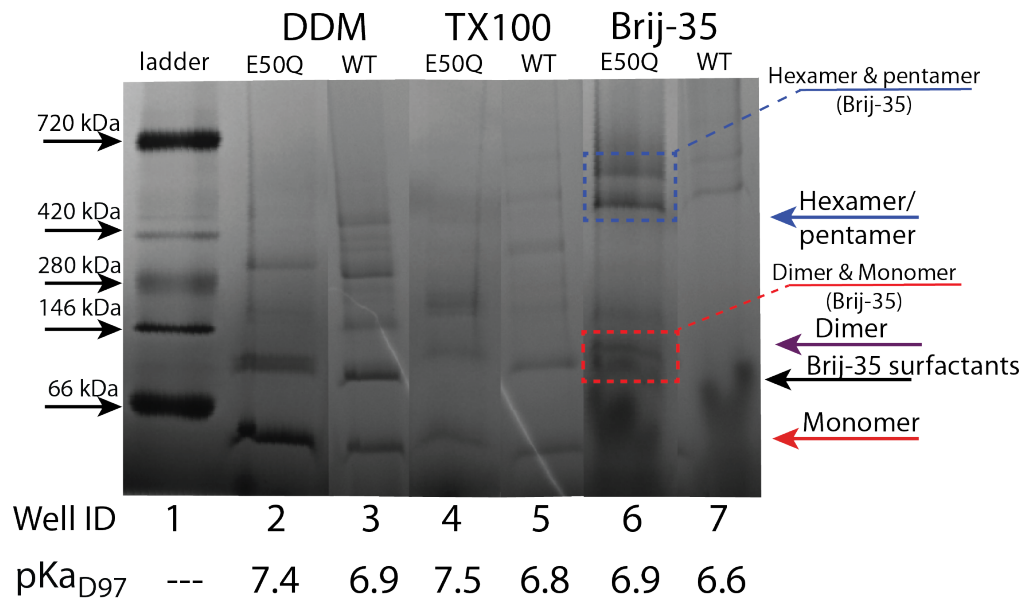 DDM TX100 Brij-35
ladder E50Q WT E50Q WT E50Q WT
Hexamer & pentamer
(Brij-35)
720 kDa
420 kDa
Hexamer/
pentamer
280 kDa
Dimer & Monomer
(Brij-35)
146 kDa
Dimer
Brij-35 surfactants
66 kDa
Monomer
Well ID 1 2 3 4 5 6 7
pKaD97 --- 7.4 6.9 7.5 6.8 6.9 6.6